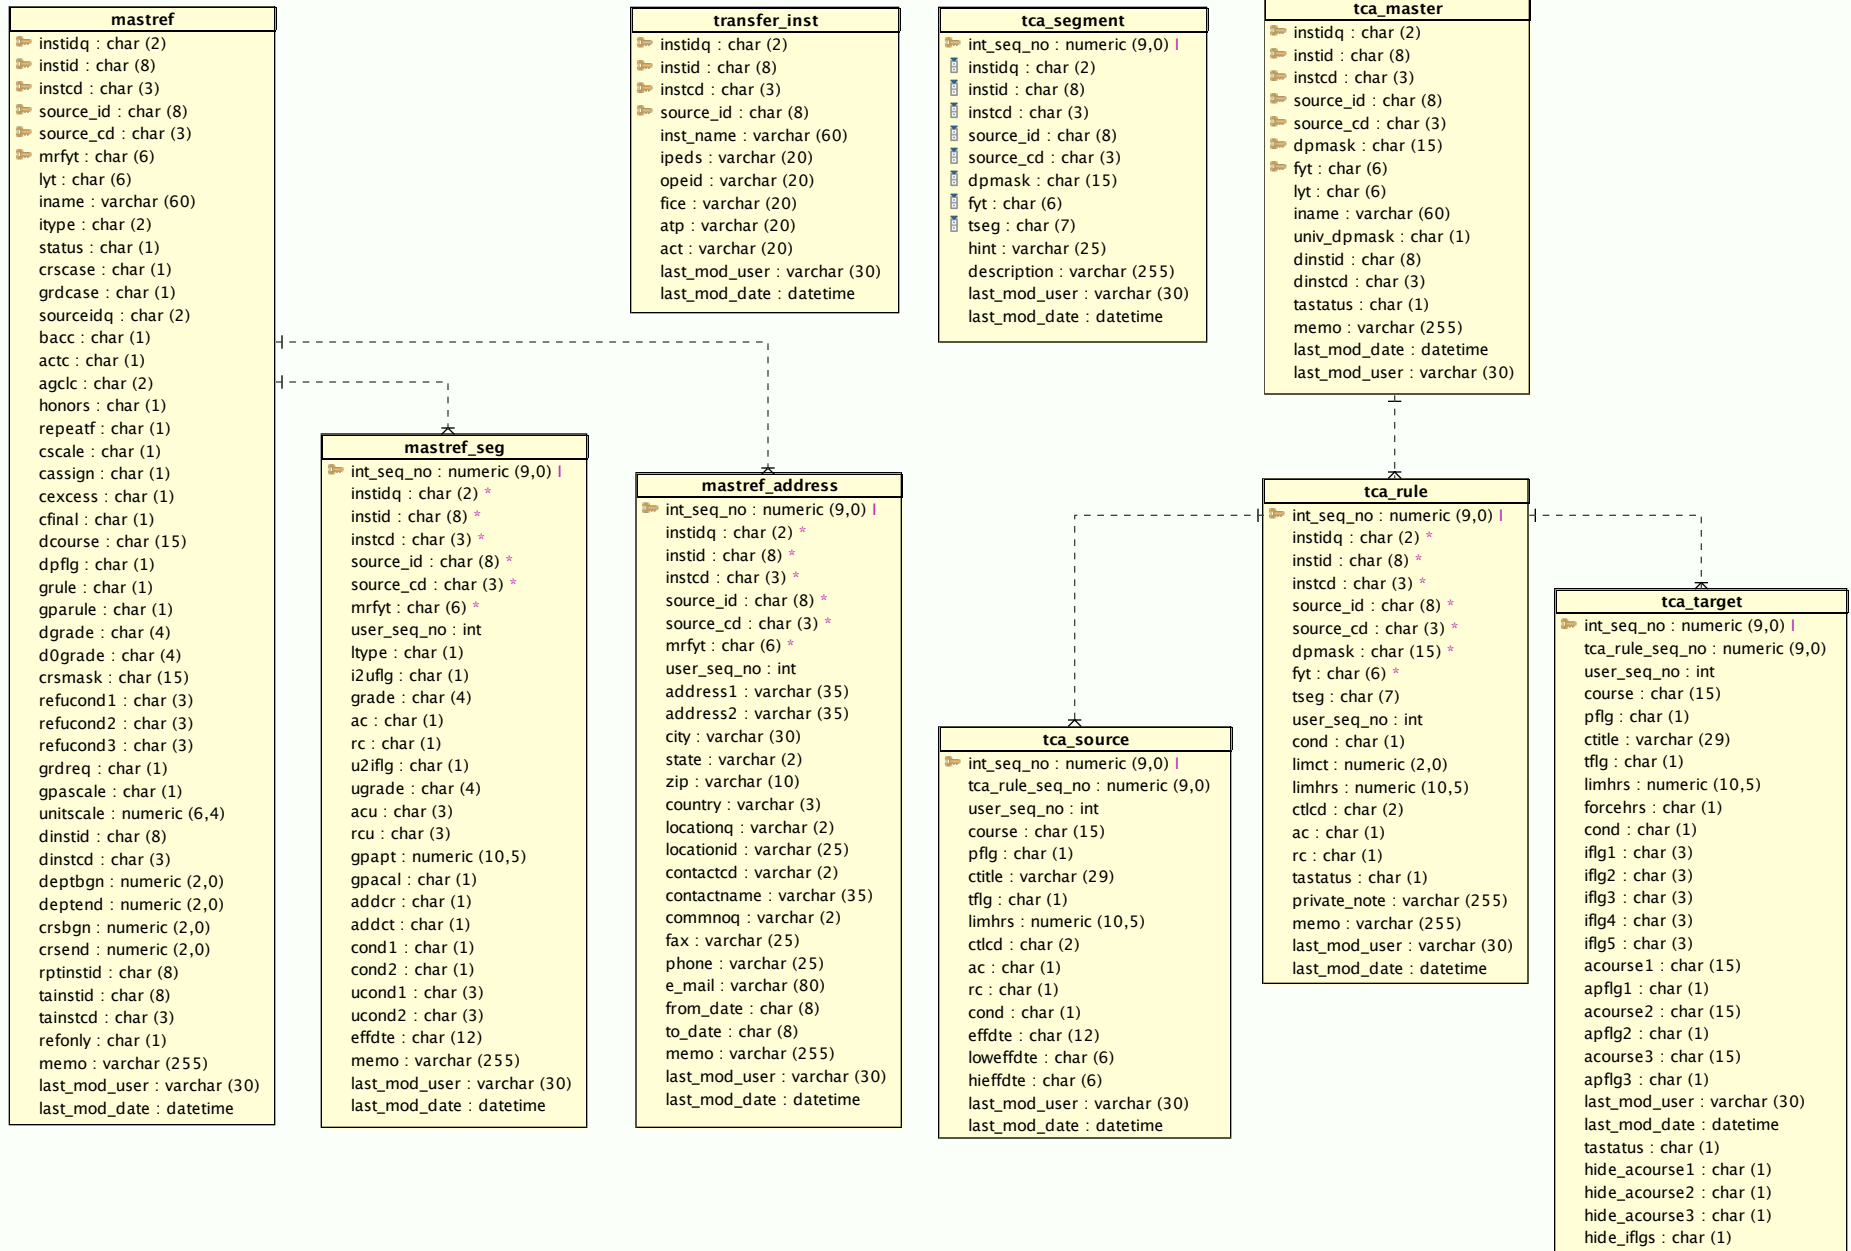 mastref
instidq : char (2)
instid : char (8)
instcd : char (3)
source_id : char (8)
source_cd : char (3)
mrfyt : char (6)
lyt : char (6)
iname : varchar (60)
itype : char (2)
status : char (1)
crscase : char (1)
grdcase : char (1)
sourceidq : char (2)
bacc : char (1)
actc : char (1)
agclc : char (2)
honors : char (1)
repeatf : char (1)
cscale : char (1)
cassign : char (1)
cexcess : char (1)
cfinal : char (1)
dcourse : char (15)
dpflg : char (1)
grule : char (1)
gparule : char (1)
dgrade : char (4)
d0grade : char (4)
crsmask : char (15)
refucond1 : char (3)
refucond2 : char (3)
refucond3 : char (3)
grdreq : char (1)
gpascale : char (1)
unitscale : numeric (6,4)
dinstid : char (8)
dinstcd : char (3)
deptbgn : numeric (2,0)
deptend : numeric (2,0)
crsbgn : numeric (2,0)
crsend : numeric (2,0)
rptinstid : char (8)
tainstid : char (8)
tainstcd : char (3)
refonly : char (1)
memo : varchar (255)
last_mod_user : varchar (30)
last_mod_date : datetime
mastref_seg
int_seq_no : numeric (9,0) I
instidq : char (2) *
instid : char (8) *
instcd : char (3) *
source_id : char (8) *
source_cd : char (3) *
mrfyt : char (6) *
user_seq_no : int
ltype : char (1)
i2uflg : char (1)
grade : char (4)
ac : char (1)
rc : char (1)
u2iflg : char (1)
ugrade : char (4)
acu : char (3)
rcu : char (3)
gpapt : numeric (10,5)
gpacal : char (1)
addcr : char (1)
addct : char (1)
cond1 : char (1)
cond2 : char (1)
ucond1 : char (3)
ucond2 : char (3)
effdte : char (12)
memo : varchar (255)
last_mod_user : varchar (30)
last_mod_date : datetime
transfer_inst
instidq : char (2)
instid : char (8)
instcd : char (3)
source_id : char (8)
inst_name : varchar (60)
ipeds : varchar (20)
opeid : varchar (20)
fice : varchar (20)
atp : varchar (20)
act : varchar (20)
last_mod_user : varchar (30)
last_mod_date : datetime
mastref_address
int_seq_no : numeric (9,0) I
instidq : char (2) *
instid : char (8) *
instcd : char (3) *
source_id : char (8) *
source_cd : char (3) *
mrfyt : char (6) *
user_seq_no : int
address1 : varchar (35)
address2 : varchar (35)
city : varchar (30)
state : varchar (2)
zip : varchar (10)
country : varchar (3)
locationq : varchar (2)
locationid : varchar (25)
contactcd : varchar (2)
contactname : varchar (35)
commnoq : varchar (2)
fax : varchar (25)
phone : varchar (25)
e_mail : varchar (80)
from_date : char (8)
to_date : char (8)
memo : varchar (255)
last_mod_user : varchar (30)
last_mod_date : datetime
tca_segment
int_seq_no : numeric (9,0) I
instidq : char (2)
instid : char (8)
instcd : char (3)
source_id : char (8)
source_cd : char (3)
dpmask : char (15)
fyt : char (6)
tseg : char (7)
hint : varchar (25)
description : varchar (255)
last_mod_user : varchar (30)
last_mod_date : datetime
tca_source
int_seq_no : numeric (9,0) I
tca_rule_seq_no : numeric (9,0)
user_seq_no : int
course : char (15)
pflg : char (1)
ctitle : varchar (29)
tflg : char (1)
limhrs : numeric (10,5)
ctlcd : char (2)
ac : char (1)
rc : char (1)
cond : char (1)
effdte : char (12)
loweffdte : char (6)
hieffdte : char (6)
last_mod_user : varchar (30)
last_mod_date : datetime
tca_master
instidq : char (2)
instid : char (8)
instcd : char (3)
source_id : char (8)
source_cd : char (3)
dpmask : char (15)
fyt : char (6)
lyt : char (6)
iname : varchar (60)
univ_dpmask : char (1)
dinstid : char (8)
dinstcd : char (3)
tastatus : char (1)
memo : varchar (255)
last_mod_date : datetime
last_mod_user : varchar (30)
tca_rule
int_seq_no : numeric (9,0) I
instidq : char (2) *
instid : char (8) *
instcd : char (3) *
source_id : char (8) *
source_cd : char (3) *
dpmask : char (15) *
fyt : char (6) *
tseg : char (7)
user_seq_no : int
cond : char (1)
limct : numeric (2,0)
limhrs : numeric (10,5)
ctlcd : char (2)
ac : char (1)
rc : char (1)
tastatus : char (1)
private_note : varchar (255)
memo : varchar (255)
last_mod_user : varchar (30)
last_mod_date : datetime
tca_target
int_seq_no : numeric (9,0) I
tca_rule_seq_no : numeric (9,0)
user_seq_no : int
course : char (15)
pflg : char (1)
ctitle : varchar (29)
tflg : char (1)
limhrs : numeric (10,5)
forcehrs : char (1)
cond : char (1)
iflg1 : char (3)
iflg2 : char (3)
iflg3 : char (3)
iflg4 : char (3)
iflg5 : char (3)
acourse1 : char (15)
apflg1 : char (1)
acourse2 : char (15)
apflg2 : char (1)
acourse3 : char (15)
apflg3 : char (1)
last_mod_user : varchar (30)
last_mod_date : datetime
tastatus : char (1)
hide_acourse1 : char (1)
hide_acourse2 : char (1)
hide_acourse3 : char (1)
hide_iflgs : char (1)